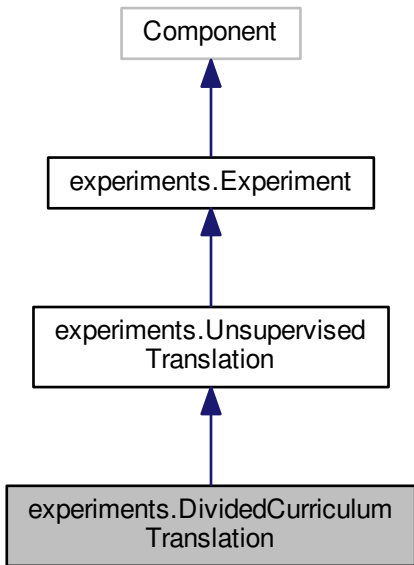 Component
experiments.Experiment
experiments.Unsupervised
Translation
experiments.DividedCurriculum
Translation